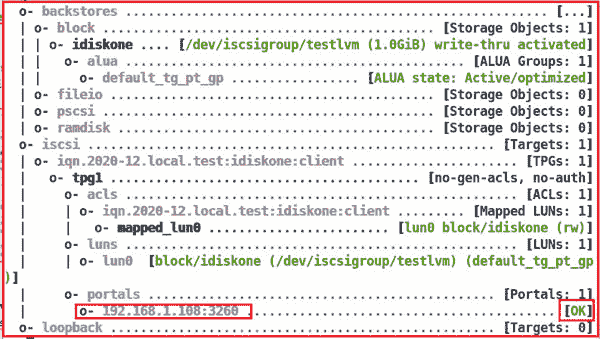 o- backstores .......................................................... [...]
| o- block .............................................. [Storage Objects: 1]
| | o- idiskone .... [/dev/iscsigroup/testlvm (1.0GiB) write-thru activated]
| |   o- alua ............................................... [ALUA Groups: 1]
| |     o- default_tg_pt_gp ................... [ALUA state: Active/optimized]
| o- fileio ............................................. [Storage Objects: 0]
| o- pscsi .............................................. [Storage Objects: 0]
| o- ramdisk ............................................ [Storage Objects: 0]
o- iscsi ........................................................ [Targets: 1]
| o- iqn.2020-12.local.test:idiskone:client ........................ [TPGs: 1]
|   o- tpg1 ........................................... [no-gen-acls, no-auth]
|     o- acls ...................................................... [ACLs: 1]
|     | o- iqn.2020-12.local.test:idiskone:client ........... [Mapped LUNs: 1]
|     |   o- mapped_lun0 ......................... [lun0 block/idiskone (rw)]
|     o- luns ...................................................... [LUNs: 1]
|     | o- lun0  [block/idiskone (/dev/iscsigroup/testlvm) (default_tg_pt_gp
)]
|     o- portals ................................................ [Portals: 1]
|       o- 192.168.1.108:3260 ........................................... [OK]
o- loopback ..................................................... [Targets: 0]